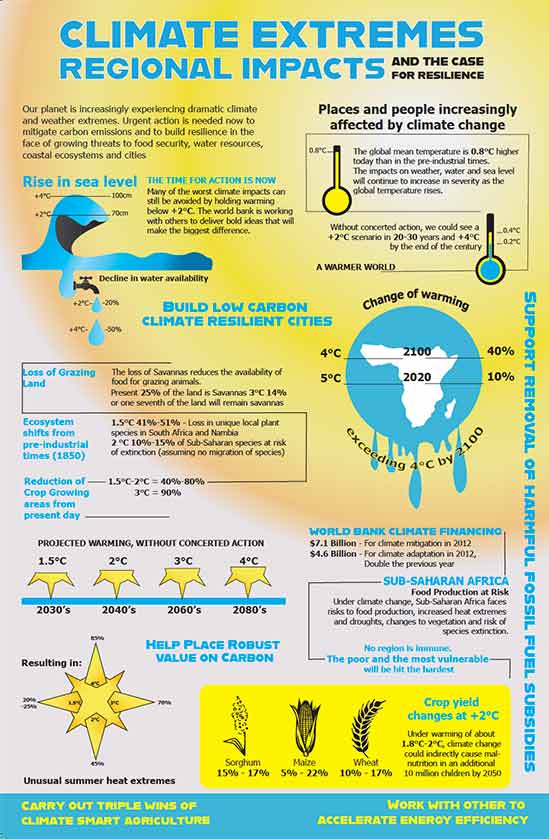 CLIMATE EXTREMES
REGIONAL IMPACTS AND THE CASE
FOR RESILIENCE
Our planet is increasingly experiencing dramatic climate
and weather extremes. Urgent action is needed now to
mitigate carbon emissions and to build resilience in the
face of growing threats to food security, water resources,
coastal ecosystems and cities
Places and people increasingly
affected by climate change
0.8°C
The global mean temperature is 0.8°C higher
today than in the pre-industrial times.
The impacts on weather, water and sea level
will continue to increase in severity as the
global temperature rises.
Rise in sea level
+4°C 100cm
+2°C 70cm
THE TIME FOR ACTION IS NOW
Many of the worst climate impacts can
still be avoided by holding warming
below +2°C. The world bank is working
with others to deliver bold ideas that will
make the biggest difference.
Without concerted action, we could see a
+2°C scenario in 20-30 years and +4°C
by the end of the century
0.4°C
0.2°C
A WARMER WORLD
Decline in water availability
+2°C -20%
+4°C -50%
BUILD LOW CARBON
CLIMATE RESILIENT CITIES
Change of warming
4°C 2100 40%
5°C 2020 10%
exceeding 4°C by 2100
SUPPORT REMOVAL OF HARMFUL FOSSIL FUEL SUBSIDIES
Loss of Grazing
Land
The loss of Savannas reduces the availability of
food for grazing animals.
Present 25% of the land is Savannas 3°C 14%
or one seventh of the land will remain savannas
Ecosystem
shifts from
pre-industrial
times (1850)
1.5°C 41%-51% - Loss in unique local plant
species in South Africa and Nambia
2 °C 10%-15% of Sub-Saharan species at risk
of extinction (assuming no migration of species)
Reduction of
Crop Growing
areas from
present day
1.5°C-2°C = 40%-80%
3°C = 90%
WORLD BANK CLIMATE FINANCING
$7.1 Billion - For climate mitigation in 2012
$4.6 Billion - For climate adaptation in 2012,
Double the previous year
PROJECTED WARMING, WITHOUT CONCERTED ACTION
1.5°C 2°C 3°C 4°C
2030's 2040's 2060's 2080's
SUB-SAHARAN AFRICA
Food Production at Risk
Under climate change, Sub-Saharan Africa faces
risks to food production, increased heat extremes
and droughts, changes to vegetation and risk of
species extinction.
HELP PLACE ROBUST
VALUE ON CARBON
No region is immune.
The poor and the most vulnerable
will be hit the hardest
Resulting in:
85%
4°C
20%
-25%
1.5°C
3°C
70%
2°C
45%
Unusual summer heat extremes
Sorghum
15% - 17%
Maize
5% - 22%
Wheat
10% - 17%
Crop yield
changes at +2°C
Under warming of about
1.8°C-2°C, climate change
could indirectly cause mal-
nutrition in an additional
10 million children by 2050
CARRY OUT TRIPLE WINS OF
CLIMATE SMART AGRICULTURE
WORK WITH OTHER TO
ACCELERATE ENERGY EFFICIENCY